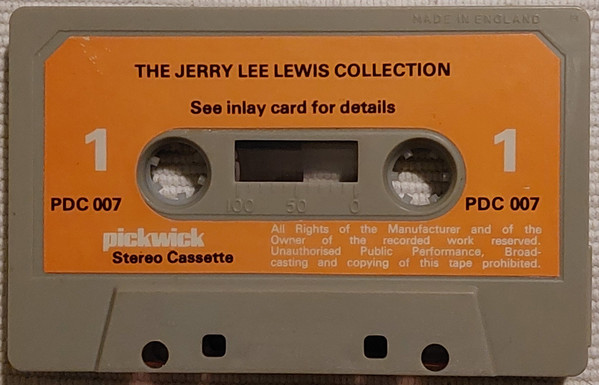 MADE IN ENGLAND
THE JERRY LEE LEWIS COLLECTION
See inlay card for details
1 1
PDC 007 PDC 007
100 50 0
pickwick
Stereo Cassette
All Rights of the Manufacturer and of the
Owner of the recorded work reserved.
Unauthorised Public Performance, Broad-
casting and copying of this tape prohibited.